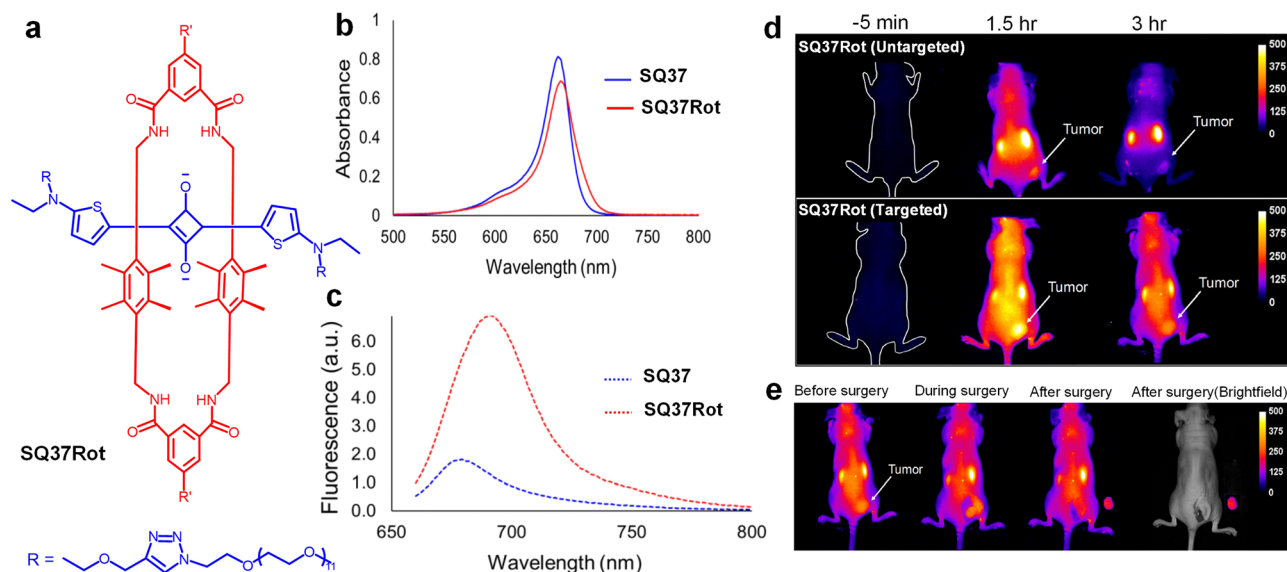 a
R'
O
O
NH
HN
R
N
S
O
−
S
N
R
O
−
NH
HN
O
O
R'
SQ37Rot
R =
O
N
N
N
O
O
11
b
1
0.8
0.6
0.4
0.2
0
Absorbance
SQ37
SQ37Rot
500 550 600 650 700 750 800
Wavelength (nm)
c
6.0
5.0
4.0
3.0
2.0
1.0
0.0
Fluorescence (a.u.)
SQ37
SQ37Rot
650 700 750 800
Wavelength (nm)
d
-5 min 1.5 hr 3 hr
SQ37Rot (Untargeted)
Tumor
Tumor
500
375
250
125
0
SQ37Rot (Targeted)
Tumor
Tumor
500
375
250
125
0
e
Before surgery During surgery After surgery After surgery(Brightfield)
Tumor
500
375
250
125
0